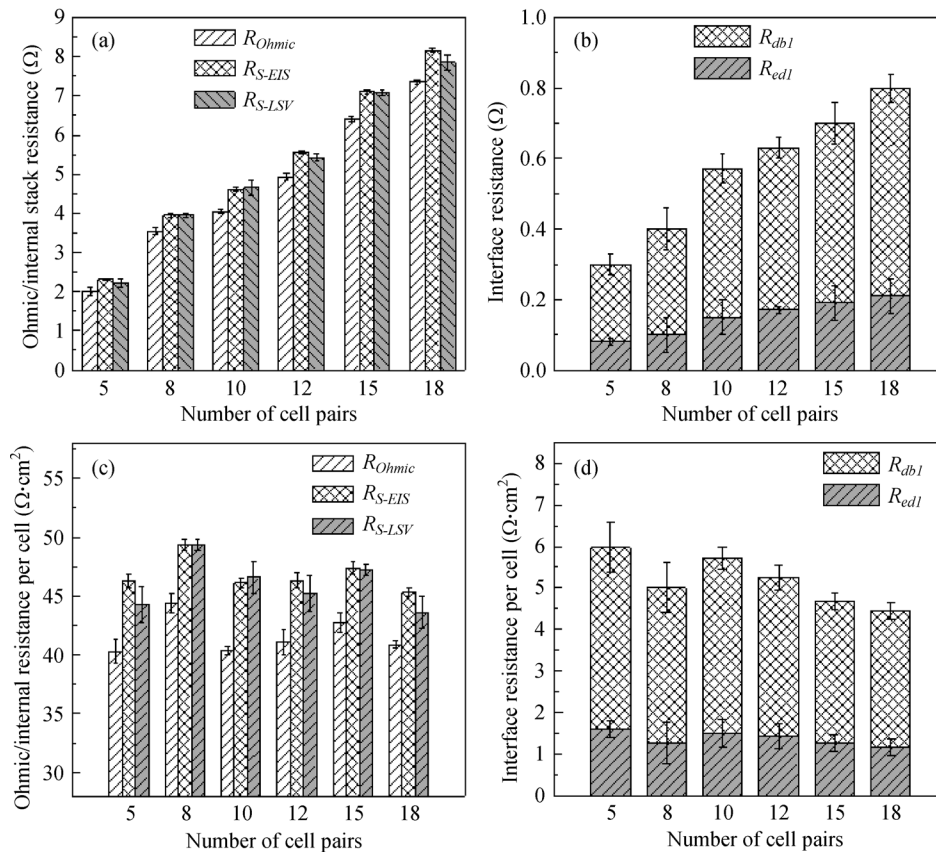 (a)
R_Ohmic
R_S-EIS
R_S-LSV
Ohmic/internal stack resistance (Ω)
9
8
7
6
5
4
3
2
1
0
5 8 10 12 15 18
Number of cell pairs
(b)
R_db1
R_ed1
Interface resistance (Ω)
1.0
0.8
0.6
0.4
0.2
0.0
5 8 10 12 15 18
Number of cell pairs
(c)
R_Ohmic
R_S-EIS
R_S-LSV
Ohmic/internal resistance per cell (Ω·cm²)
55
50
45
40
35
30
5 8 10 12 15 18
Number of cell pairs
(d)
R_db1
R_ed1
Interface resistance per cell (Ω·cm²)
8
7
6
5
4
3
2
1
0
5 8 10 12 15 18
Number of cell pairs